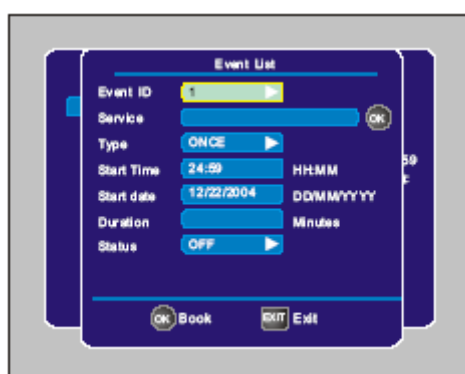 Event List
Event ID 1
Service OK
Type ONCE
Start Time 24:59 HH:MM
Start date 12/22/2004 DD/MM/YYYY
Duration Minutes
Status OFF
OK Book EXIT Exit
59